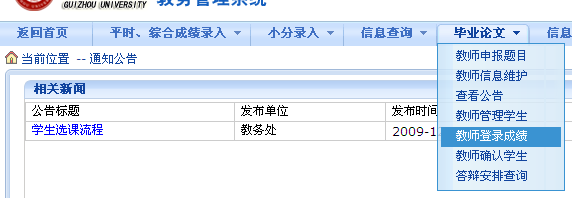 GUIZHOU UNIVERSITY 教务管理系统
返回首页 平时、综合成绩录入 小分录入 信息查询 毕业论文 信息
当前位置 -- 通知公告
教师申报题目
教师信息维护
查看公告
教师管理学生
教师登录成绩
教师确认学生
答辩安排查询
相关新闻
公告标题 发布单位 发布时间
学生选课流程 教务处 2009-1